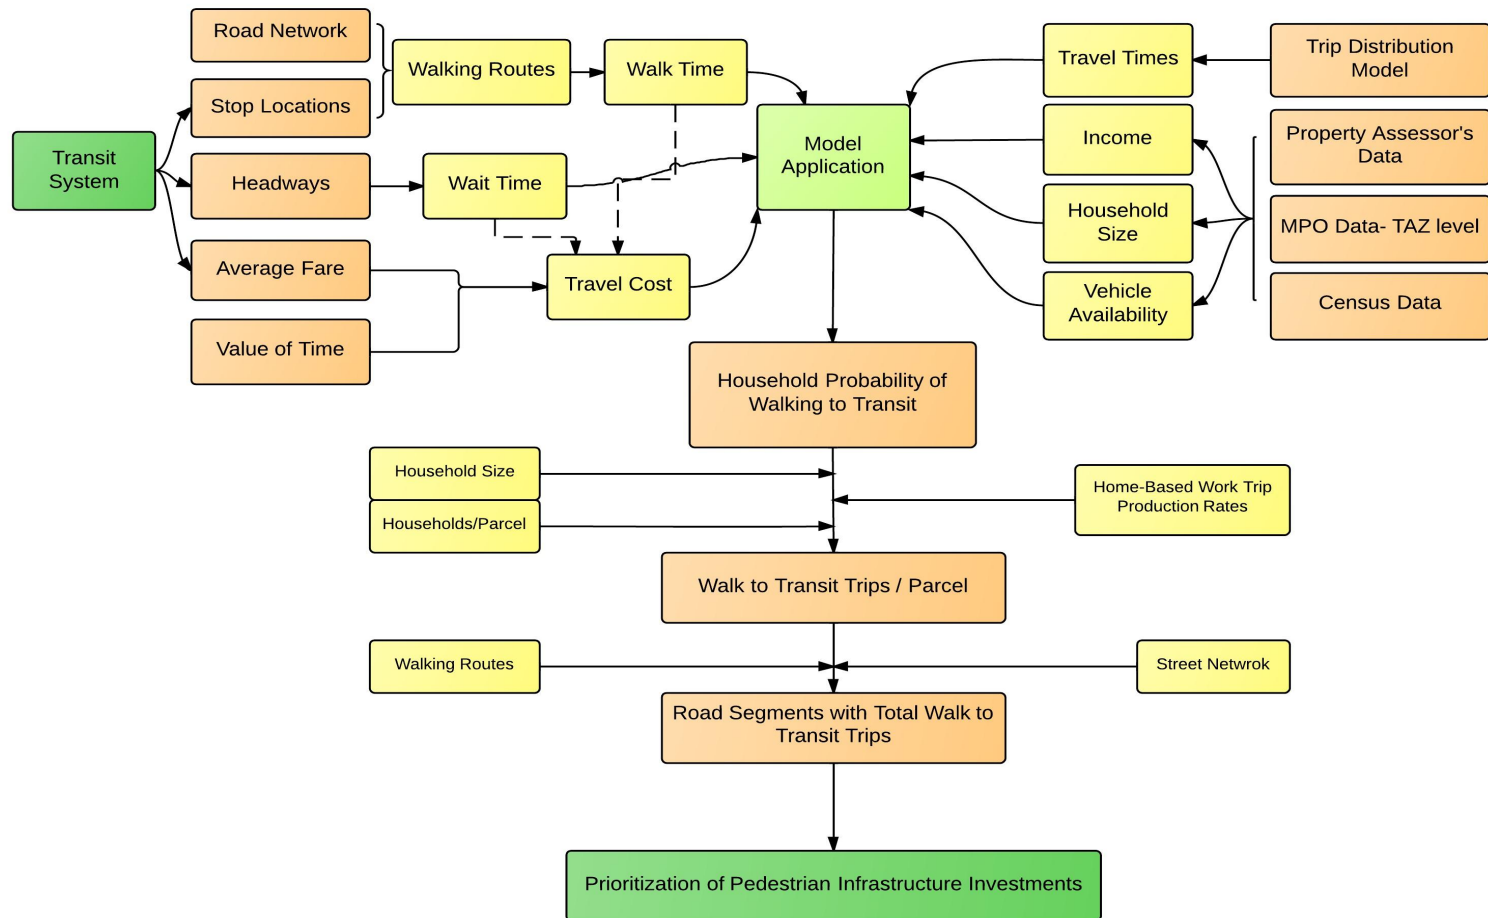 Road Network
Walking Routes
Walk Time
Travel Times
Trip Distribution
Model
Stop Locations
Transit
System
Model
Application
Income
Property Assessor's
Data
Headways
Wait Time
Household
Size
MPO Data- TAZ level
Average Fare
Travel Cost
Vehicle
Availability
Census Data
Value of Time
Household Probability of
Walking to Transit
Household Size
Households/Parcel
Home-Based Work Trip
Production Rates
Walk to Transit Trips / Parcel
Walking Routes
Street Netwrok
Road Segments with Total Walk to
Transit Trips
Prioritization of Pedestrian Infrastructure Investments